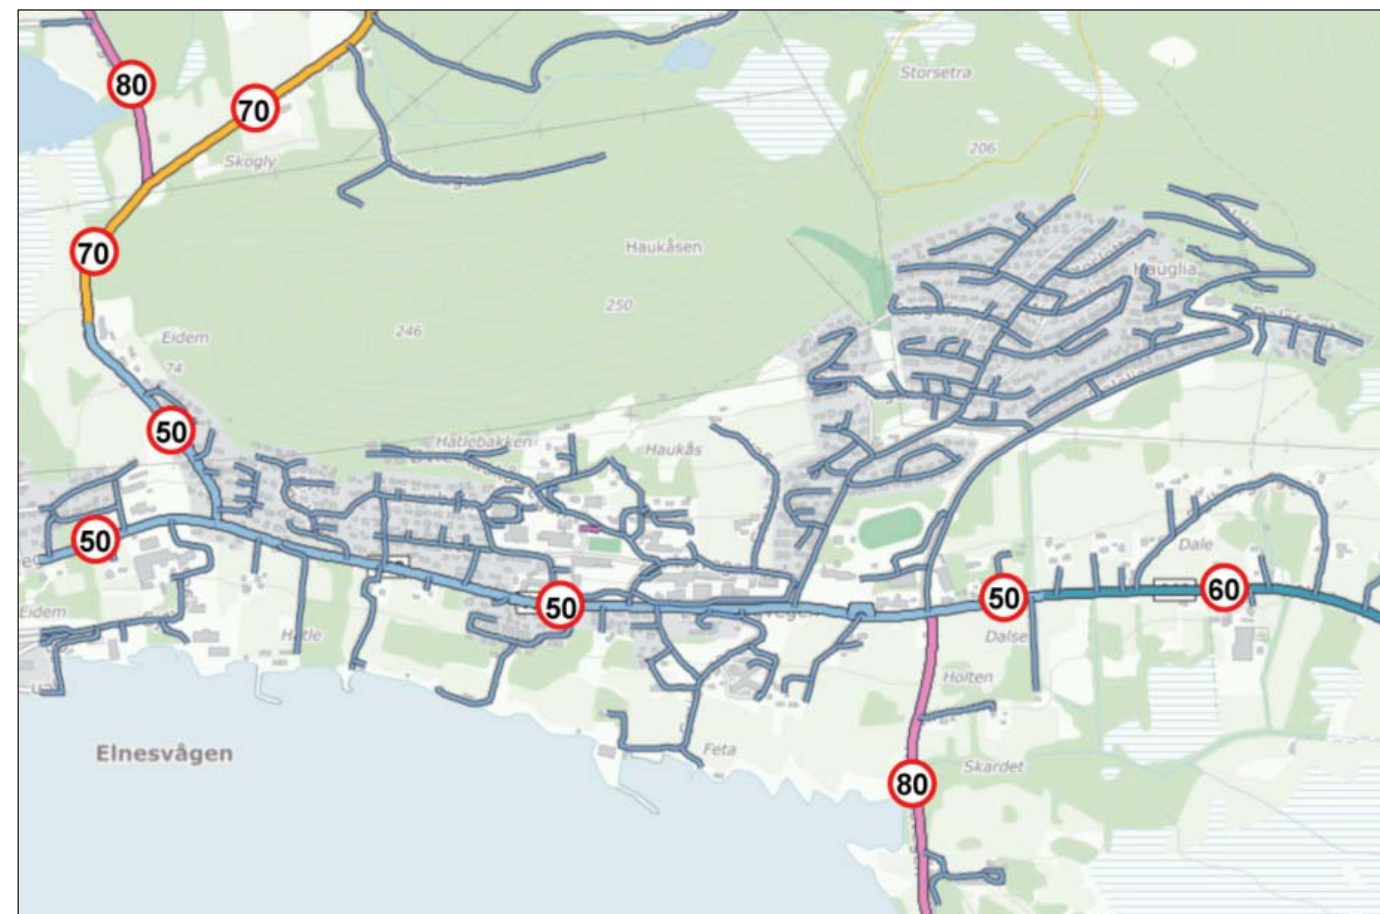 80
Storsetra
70
206
Skogly
Haukåsen
70
Hauglia
250
246
Eidem
74
50
Hatlebakken
Haukås
50
Dale
60
50
50
Eidem
Hatle
Dalse
Holten
Elnesvågen
Feta
Skardet
80